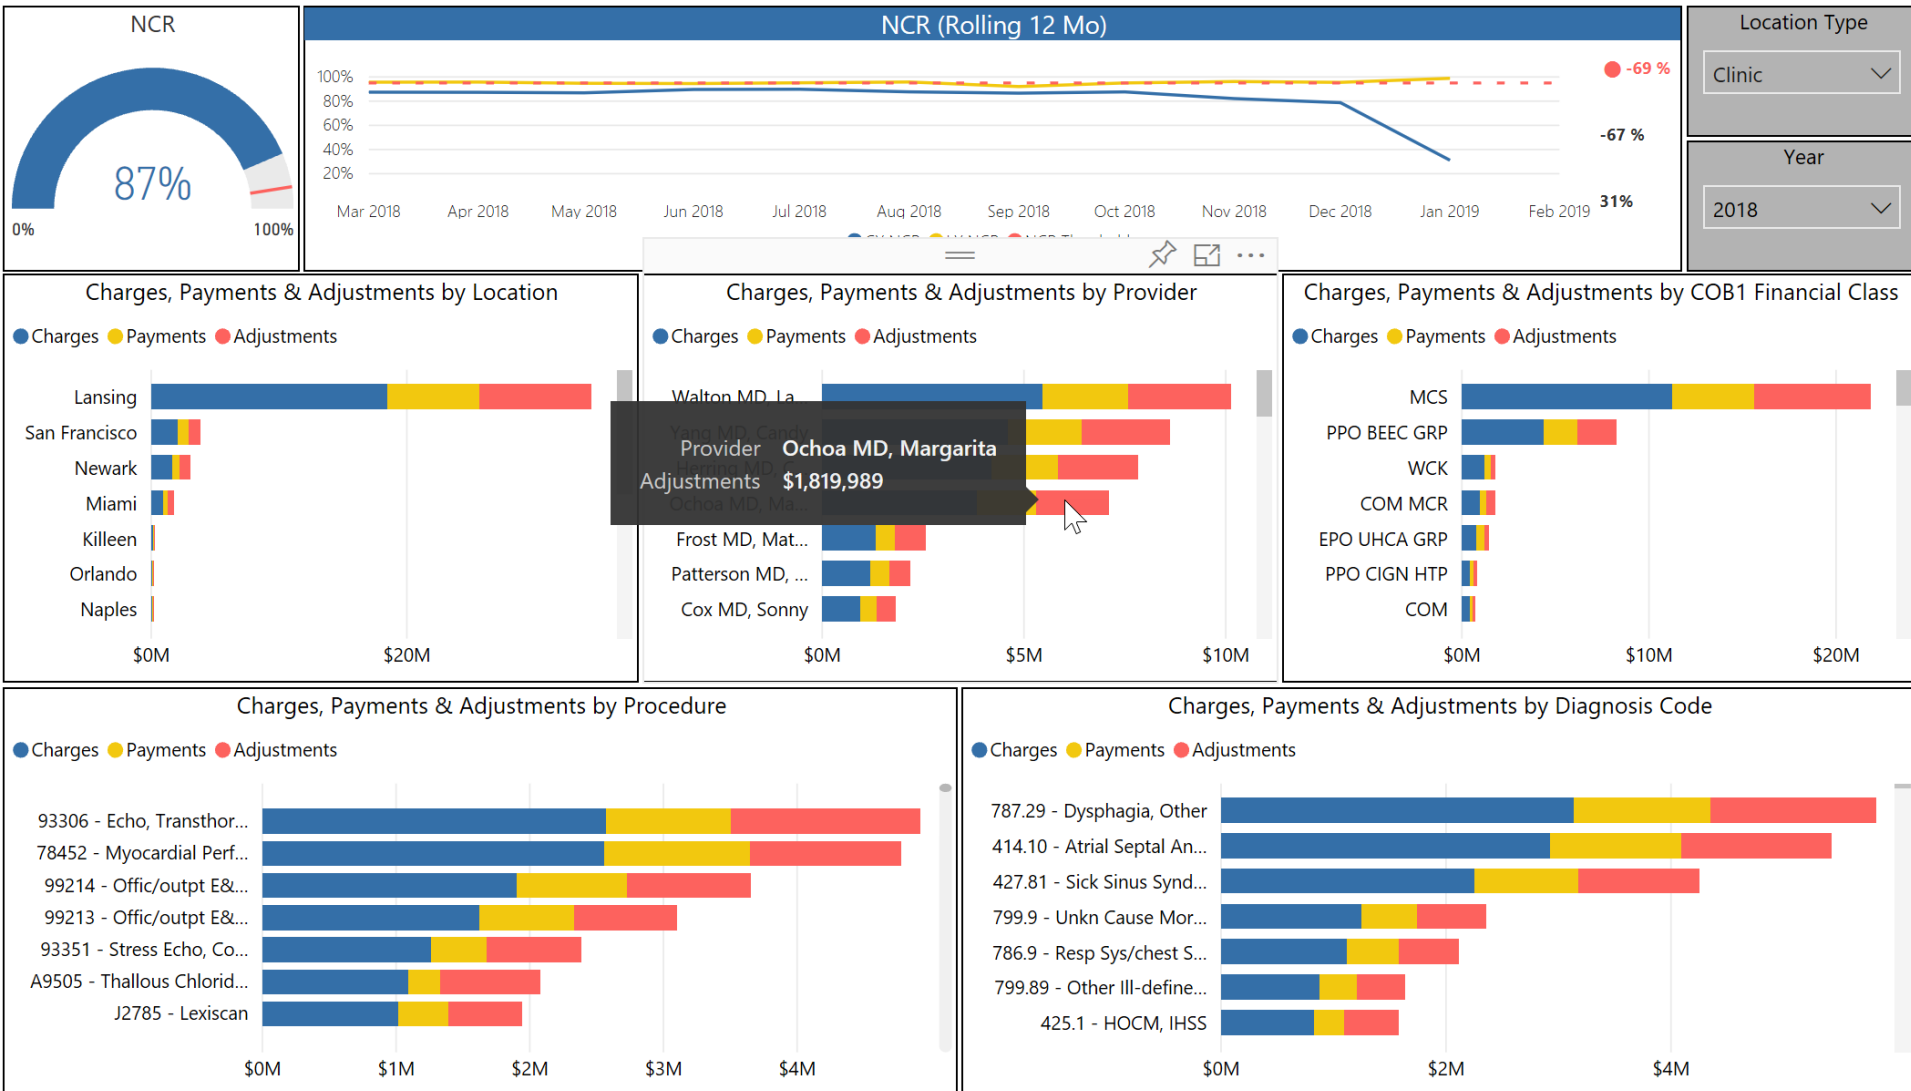 NCR
87%
0%
100%
NCR (Rolling 12 Mo)
100%
80%
60%
40%
20%
Mar 2018
Apr 2018
May 2018
Jun 2018
Jul 2018
Aug 2018
Sep 2018
Oct 2018
Nov 2018
Dec 2018
Jan 2019
Feb 2019
-69 %
-67 %
31%
Location Type
Clinic
Year
2018
Charges, Payments & Adjustments by Location
Charges Payments Adjustments
Lansing
San Francisco
Newark
Miami
Killeen
Orlando
Naples
$0M
$20M
Charges, Payments & Adjustments by Provider
Charges Payments Adjustments
Walton MD, La...
Yang MD, Candy
Herring MD, C...
Ochoa MD, Ma...
Frost MD, Mat...
Patterson MD, ...
Cox MD, Sonny
$0M
$5M
$10M
Provider Ochoa MD, Margarita
Adjustments $1,819,989
Charges, Payments & Adjustments by COB1 Financial Class
Charges Payments Adjustments
MCS
PPO BEEC GRP
WCK
COM MCR
EPO UHCA GRP
PPO CIGN HTP
COM
$0M
$10M
$20M
Charges, Payments & Adjustments by Procedure
Charges Payments Adjustments
93306 - Echo, Transthor...
78452 - Myocardial Perf...
99214 - Offic/outpt E&...
99213 - Offic/outpt E&...
93351 - Stress Echo, Co...
A9505 - Thallous Chlorid...
J2785 - Lexiscan
$0M
$1M
$2M
$3M
$4M
Charges, Payments & Adjustments by Diagnosis Code
Charges Payments Adjustments
787.29 - Dysphagia, Other
414.10 - Atrial Septal An...
427.81 - Sick Sinus Synd...
799.9 - Unkn Cause Mor...
786.9 - Resp Sys/chest S...
799.89 - Other Ill-define...
425.1 - HOCM, IHSS
$0M
$2M
$4M